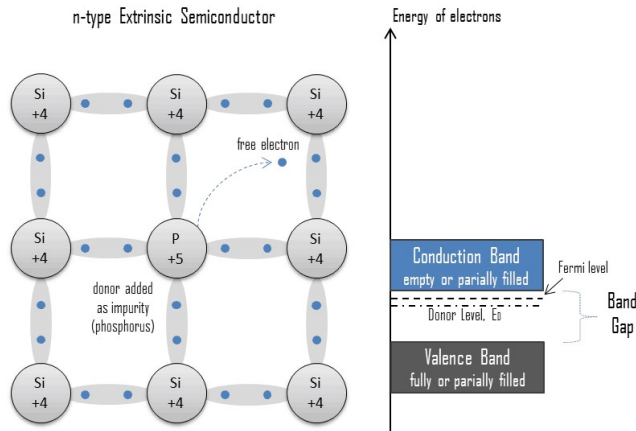 n-type Extrinsic Semiconductor
Energy of electrons
Si
+4
Si
+4
Si
+4
free electron
Si
+4
P
+5
Si
+4
donor added
as impurity
(phosphorus)
Si
+4
Si
+4
Si
+4
Conduction Band
empty or parially filled
Fermi level
Donor Level, ED
Band
Gap
Valence Band
fully or partially filled